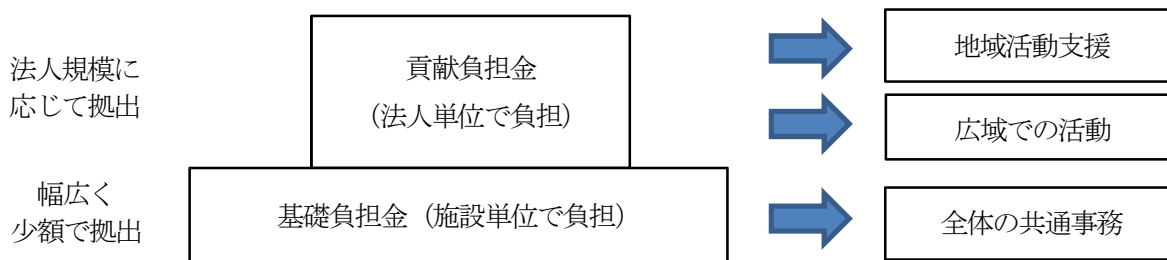 法人規模に
応じて拠出
貢献負担金
(法人単位で負担)
地域活動支援
広域での活動
幅広く
少額で拠出
基礎負担金(施設単位で負担)
全体の共通事務